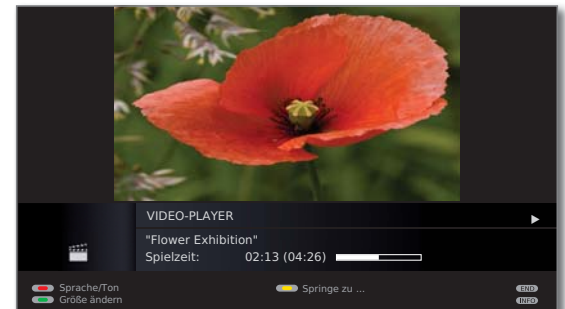 VIDEO-PLAYER
"Flower Exhibition"
Spielzeit: 02:13 (04:26)
Sprache/Ton Springe zu ... END
Größe ändern INFO